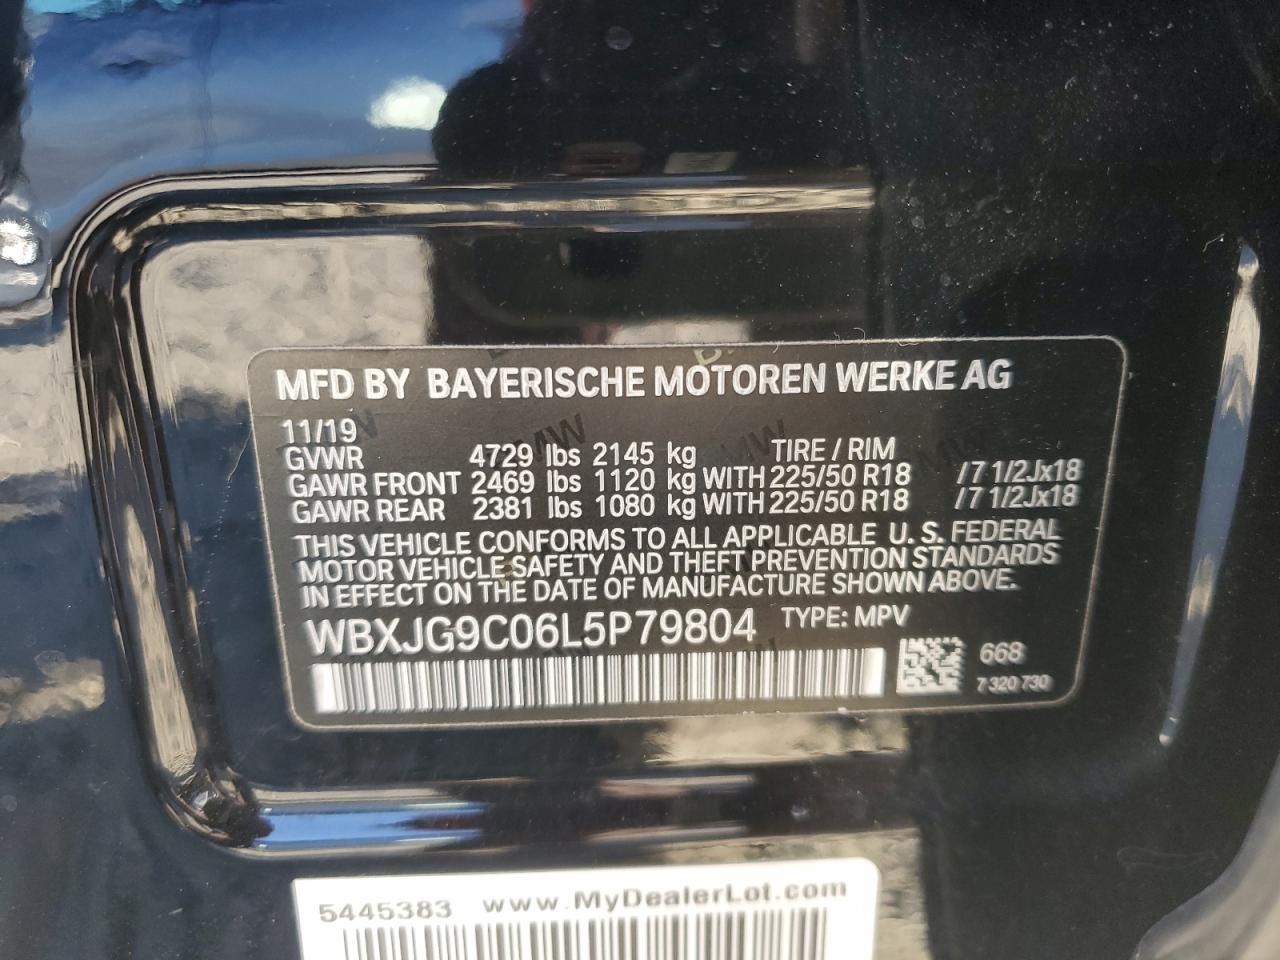 MFD BY BAYERISCHE MOTOREN WERKE AG
11/19
GVWR 4729 lbs 2145 kg TIRE / RIM
GAWR FRONT 2469 lbs 1120 kg WITH 225/50 R18 /7 1/2Jx18
GAWR REAR 2381 lbs 1080 kg WITH 225/50 R18 /7 1/2Jx18
THIS VEHICLE CONFORMS TO ALL APPLICABLE U. S. FEDERAL
MOTOR VEHICLE SAFETY AND THEFT PREVENTION STANDARDS
IN EFFECT ON THE DATE OF MANUFACTURE SHOWN ABOVE.
WBXJG9C06L5P79804 TYPE: MPV
668
7 320 730
5445383 www.MyDealerLot.com